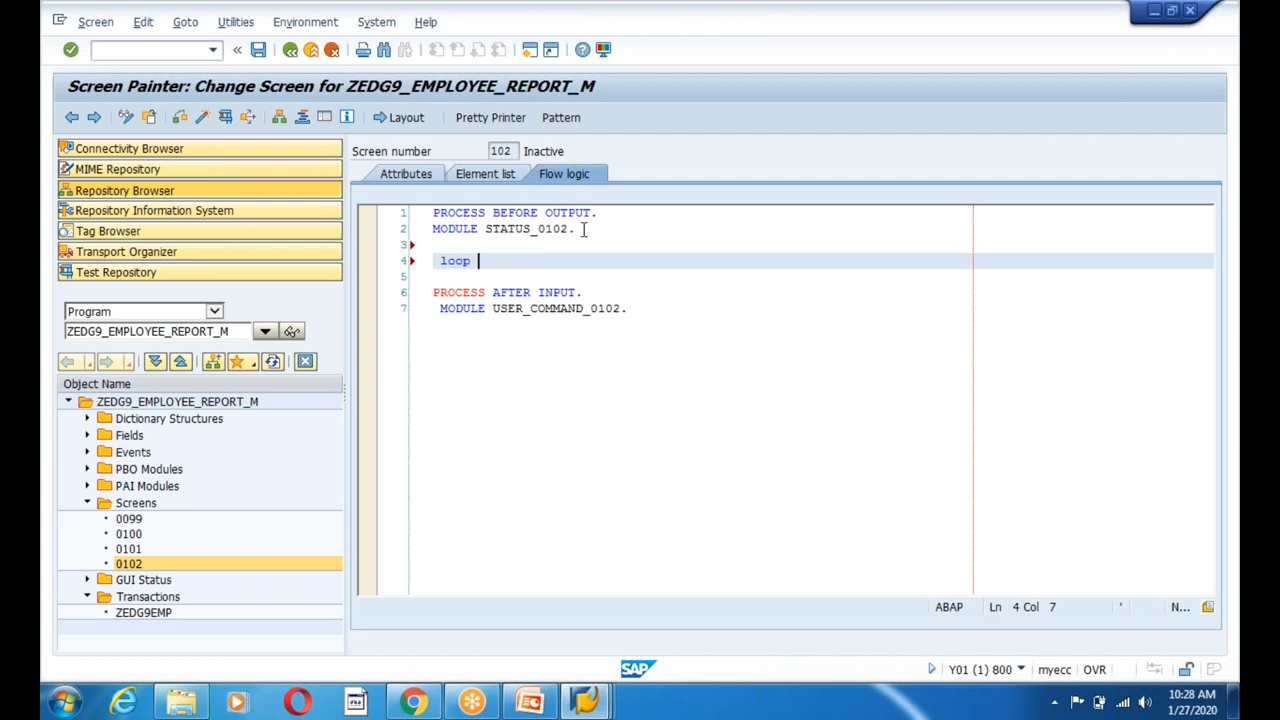 Screen Edit Goto Utilities Environment System Help
Screen Painter: Change Screen for ZEDG9_EMPLOYEE_REPORT_M
Layout Pretty Printer Pattern
Connectivity Browser
MIME Repository
Repository Browser
Repository Information System
Tag Browser
Transport Organizer
Test Repository
Program
ZEDG9_EMPLOYEE_REPORT_M
Object Name
ZEDG9_EMPLOYEE_REPORT_M
Dictionary Structures
Fields
Events
PBO Modules
PAI Modules
Screens
0099
0100
0101
0102
GUI Status
Transactions
ZEDG9EMP
Screen number 102 Inactive
Attributes Element list Flow logic
1 PROCESS BEFORE OUTPUT.
2 MODULE STATUS_0102.
3
4 loop
5
6 PROCESS AFTER INPUT.
7 MODULE USER_COMMAND_0102.
ABAP Ln 4 Col 7 N...
SAP Y01 (1) 800 myecc OVR
10:28 AM
1/27/2020